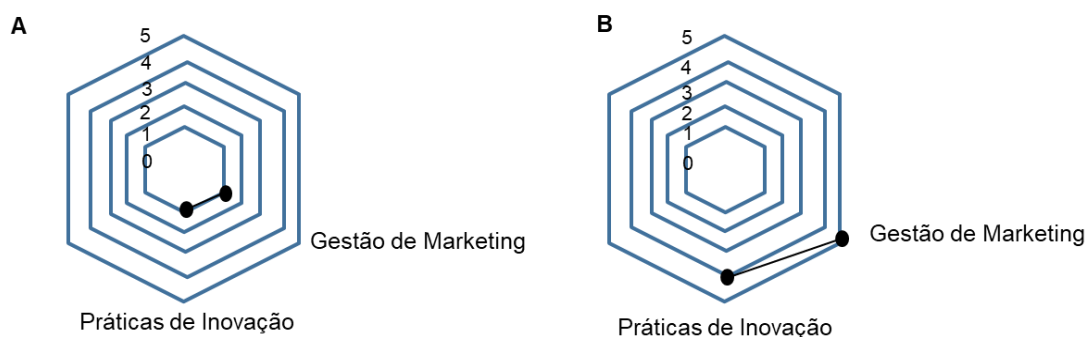 A
5
4
3
2
1
0
Gestão de Marketing
Práticas de Inovação
B
5
4
3
2
1
0
Gestão de Marketing
Práticas de Inovação